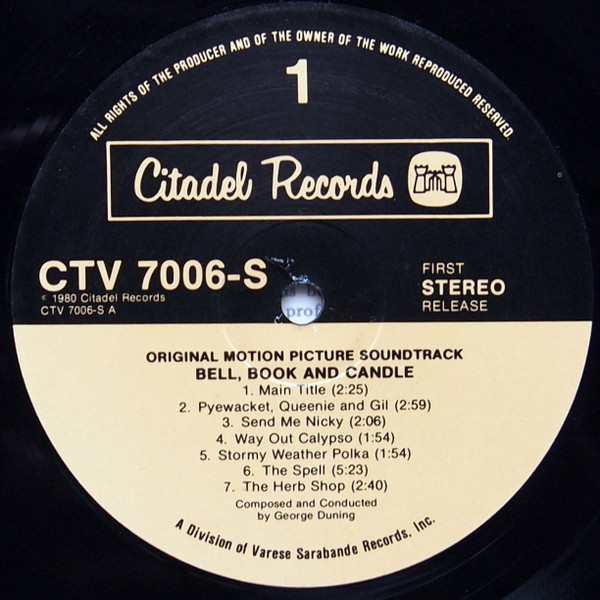 ALL RIGHTS OF THE PRODUCER AND OF THE OWNER OF THE WORK REPRODUCED RESERVED.
1
Citadel Records
CTV 7006-S
© 1980 Citadel Records
CTV 7006-S A
FIRST
STEREO
RELEASE
prof
ORIGINAL MOTION PICTURE SOUNDTRACK
BELL, BOOK AND CANDLE
1. Main Title (2:25)
2. Pyewacket, Queenie and Gil (2:59)
3. Send Me Nicky (2:06)
4. Way Out Calypso (1:54)
5. Stormy Weather Polka (1:54)
6. The Spell (5:23)
7. The Herb Shop (2:40)
Composed and Conducted
by George Duning
A Division of Varese Sarabande Records, Inc.